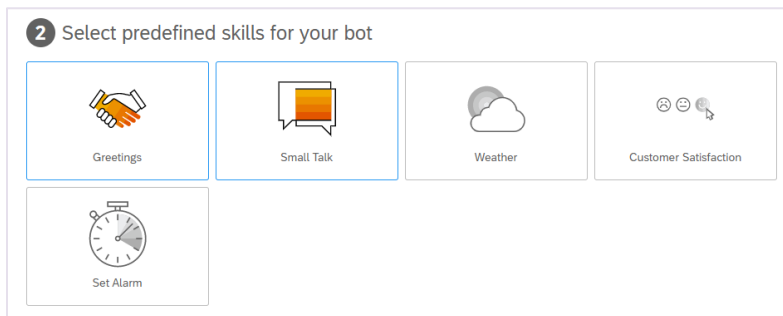 2 Select predefined skills for your bot
Greetings
Small Talk
Weather
Customer Satisfaction
Set Alarm